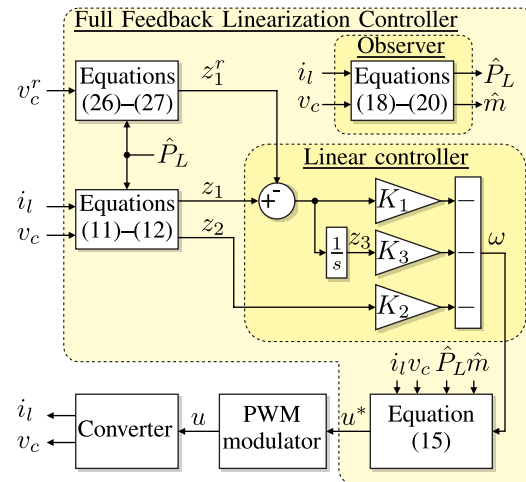 Full Feedback Linearization Controller
Observer
Equations
(26)–(27)
v_c^r
z_1^r
i_l
v_c
Equations
(18)–(20)
P̂_L
m̂
P̂_L
Linear controller
i_l
v_c
Equations
(11)–(12)
z_1
z_2
+ -
K_1
1/s
z_3
K_3
K_2
−
−
−
ω
i_l v_c P̂_L m̂
i_l
v_c
Converter
u
PWM
modulator
u*
Equation
(15)